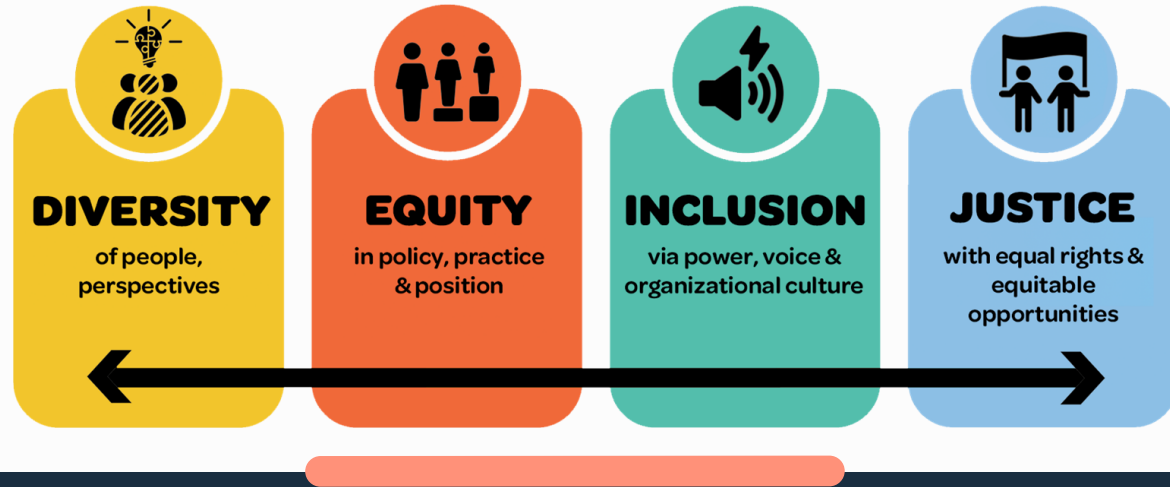 DIVERSITY
of people,
perspectives
EQUITY
in policy, practice
& position
INCLUSION
via power, voice &
organizational culture
JUSTICE
with equal rights &
equitable
opportunities